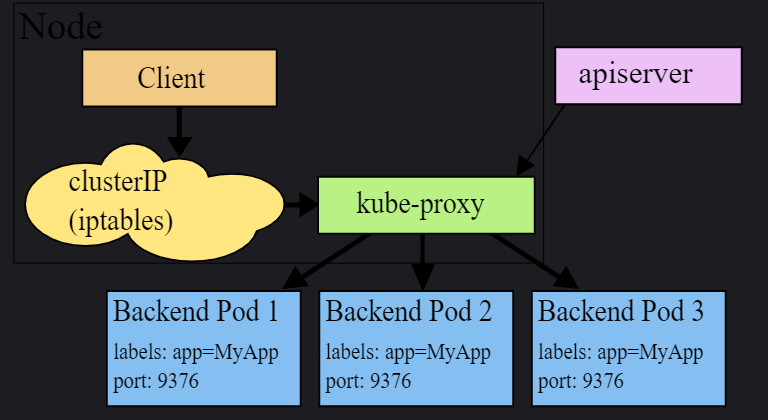 Node
Client
apiserver
clusterIP
(iptables)
kube-proxy
Backend Pod 1
labels: app=MyApp
port: 9376
Backend Pod 2
labels: app=MyApp
port: 9376
Backend Pod 3
labels: app=MyApp
port: 9376